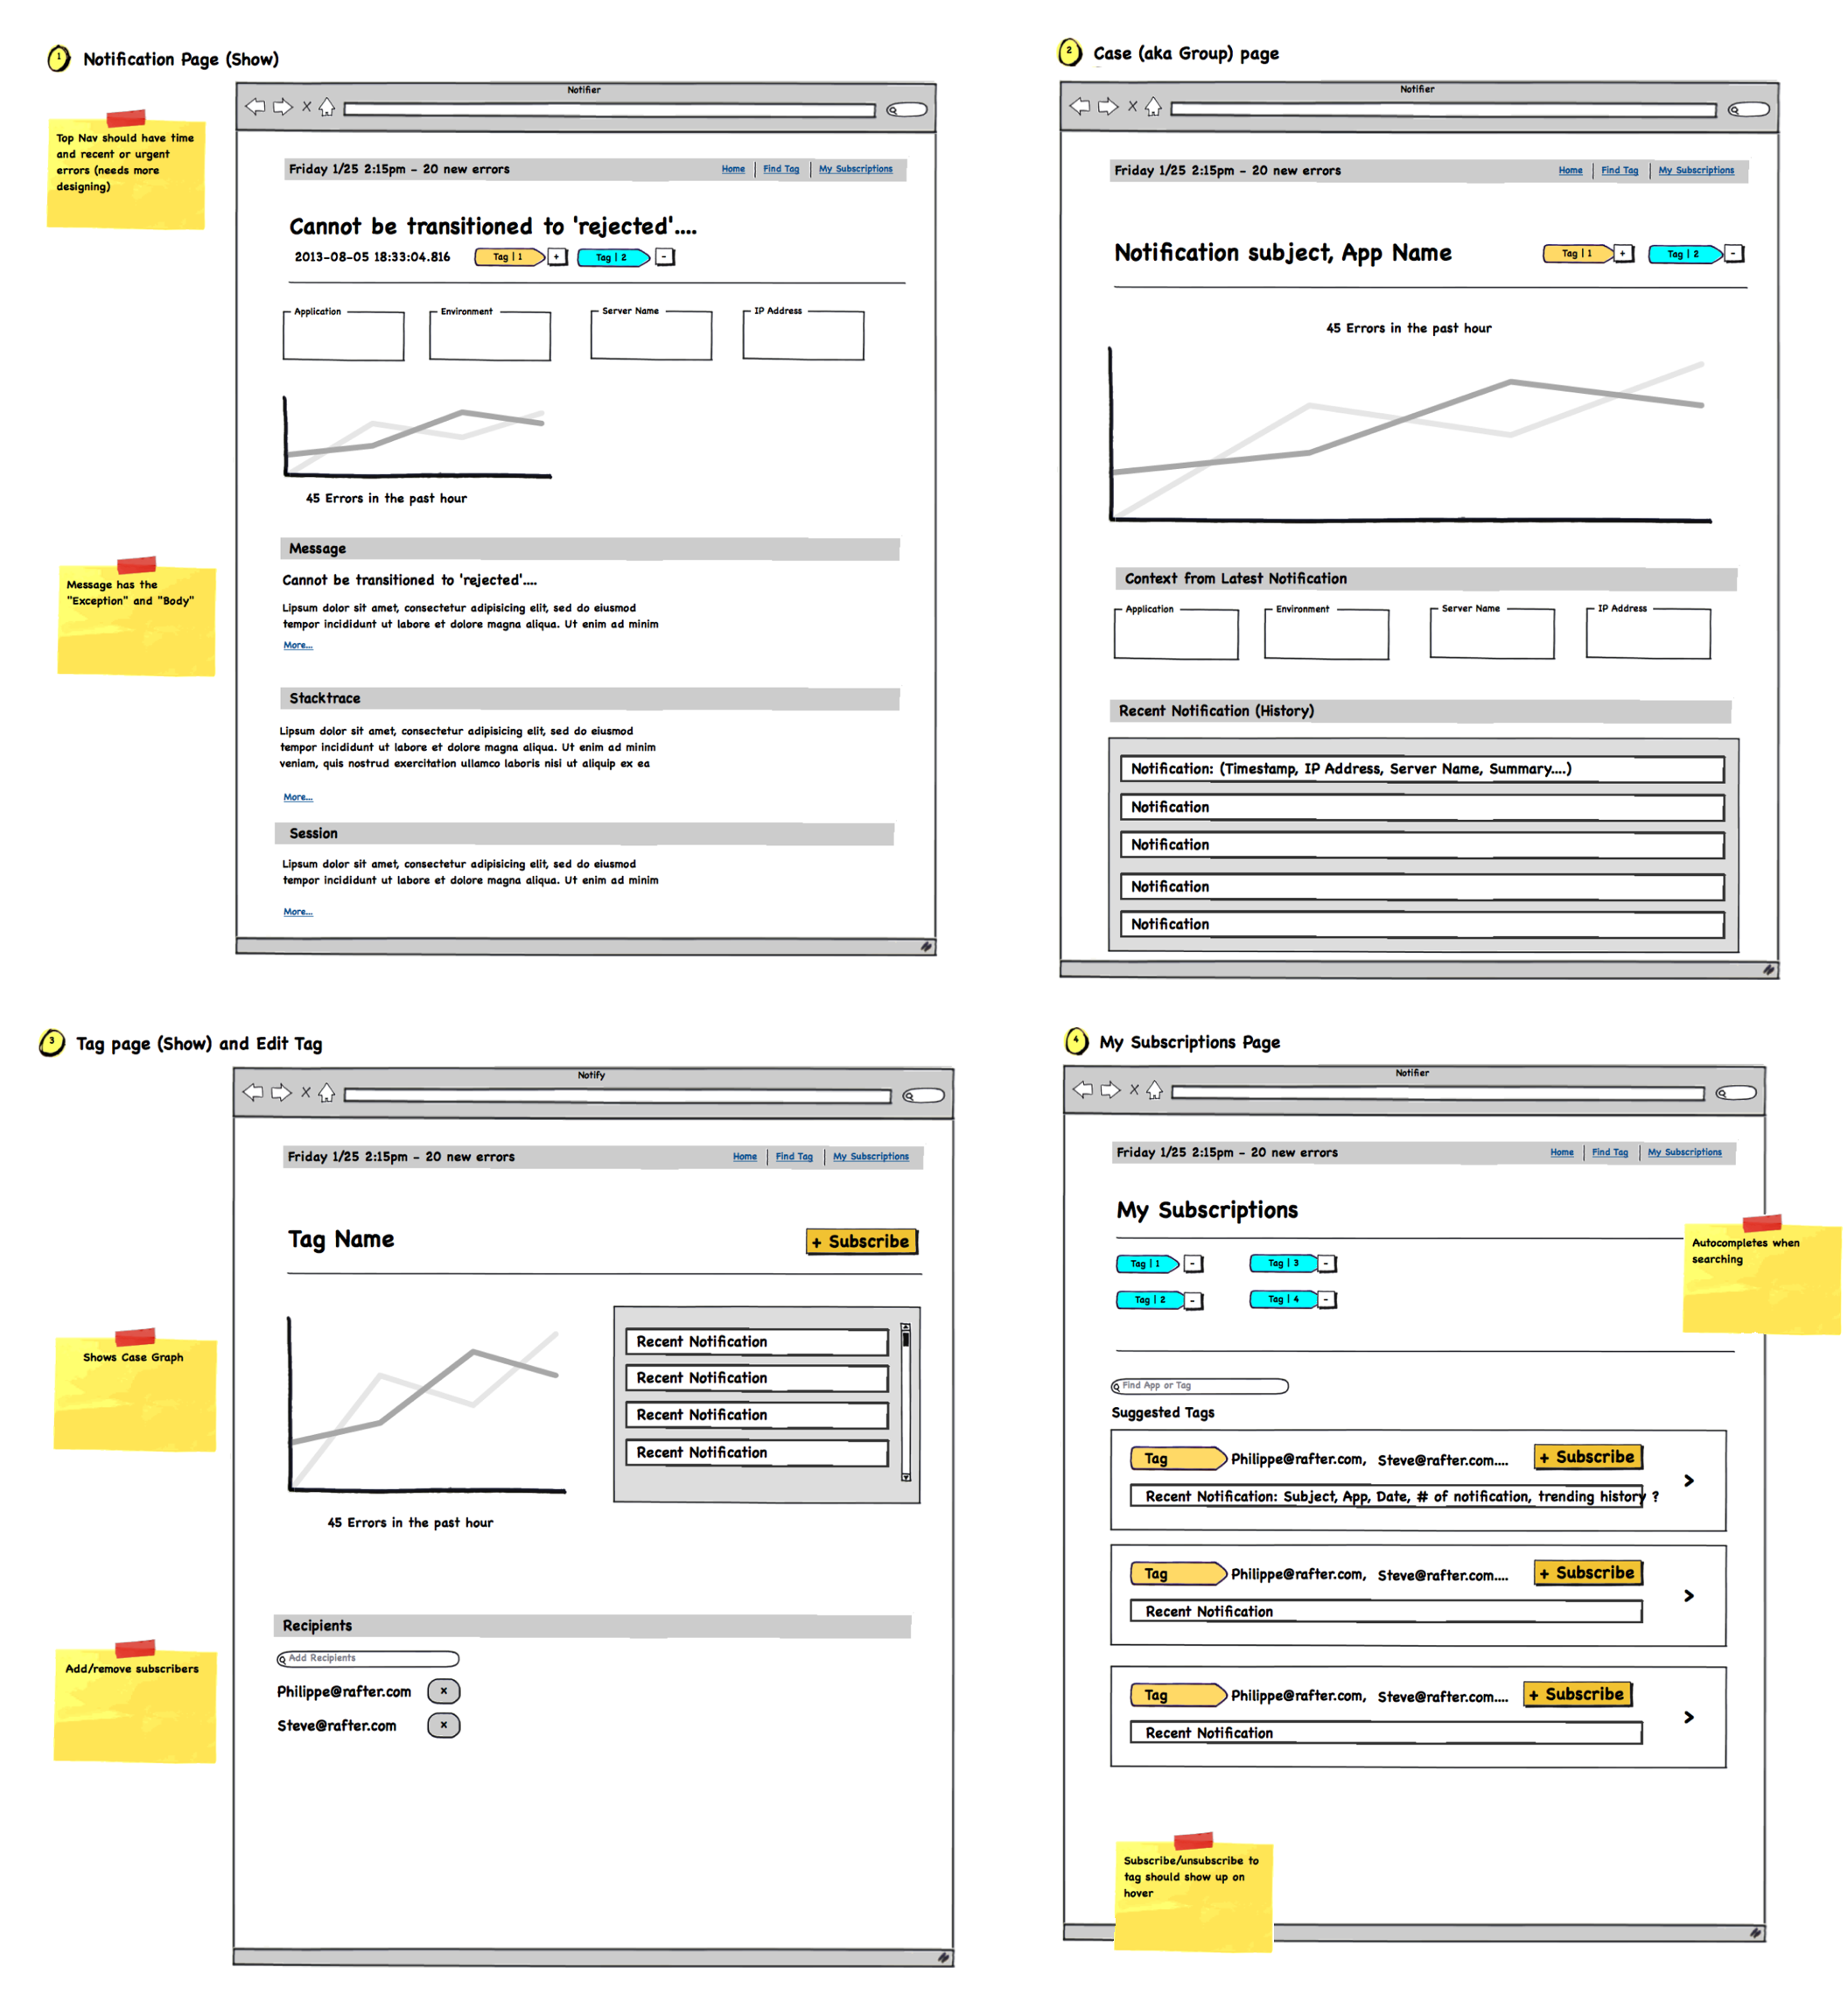 1
Notification Page (Show)
Top Nav should have time
and recent or urgent
errors (needs more
designing)
Notifier
X
Friday 1/25 2:15pm - 20 new errors
Home
Find Tag
My Subscriptions
Cannot be transitioned to 'rejected'....
2013-08-05 18:33:04.816
Tag | 1
+
Tag | 2
-
Application
Environment
Server Name
IP Address
45 Errors in the past hour
Message has the
"Exception" and "Body"
Message
Cannot be transitioned to 'rejected'....
Lipsum dolor sit amet, consectetur adipisicing elit, sed do eiusmod
tempor incididunt ut labore et dolore magna aliqua. Ut enim ad minim
More...
Stacktrace
Lipsum dolor sit amet, consectetur adipisicing elit, sed do eiusmod
tempor incididunt ut labore et dolore magna aliqua. Ut enim ad minim
veniam, quis nostrud exercitation ullamco laboris nisi ut aliquip ex ea
More...
Session
Lipsum dolor sit amet, consectetur adipisicing elit, sed do eiusmod
tempor incididunt ut labore et dolore magna aliqua. Ut enim ad minim
More...
2
Case (aka Group) page
Notifier
X
Friday 1/25 2:15pm - 20 new errors
Home
Find Tag
My Subscriptions
Notification subject, App Name
Tag | 1
+
Tag | 2
-
45 Errors in the past hour
Context from Latest Notification
Application
Environment
Server Name
IP Address
Recent Notification (History)
Notification: (Timestamp, IP Address, Server Name, Summary....)
Notification
Notification
Notification
Notification
3
Tag page (Show) and Edit Tag
Notify
X
Friday 1/25 2:15pm - 20 new errors
Home
Find Tag
My Subscriptions
Tag Name
+ Subscribe
Shows Case Graph
Recent Notification
Recent Notification
Recent Notification
Recent Notification
45 Errors in the past hour
Add/remove subscribers
Recipients
Add Recipients
Philippe@rafter.com
x
Steve@rafter.com
x
4
My Subscriptions Page
Notifier
X
Friday 1/25 2:15pm - 20 new errors
Home
Find Tag
My Subscriptions
My Subscriptions
Autocompletes when
searching
Tag | 1
-
Tag | 3
-
Tag | 2
-
Tag | 4
-
Find App or Tag
Suggested Tags
Tag
Philippe@rafter.com, Steve@rafter.com....
+ Subscribe
>
Recent Notification: Subject, App, Date, # of notification, trending history ?
Tag
Philippe@rafter.com, Steve@rafter.com....
+ Subscribe
>
Recent Notification
Tag
Philippe@rafter.com, Steve@rafter.com....
+ Subscribe
>
Recent Notification
Subscribe/unsubscribe to
tag should show up on
hover